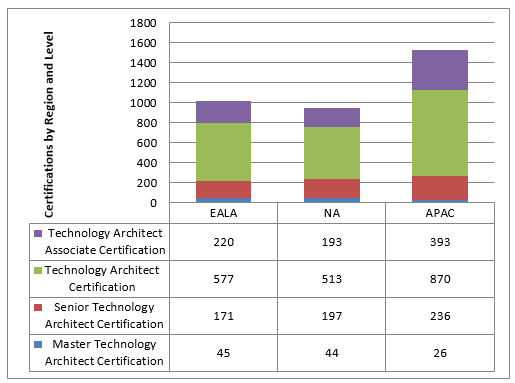 Certifications by Region and Level
1800
1600
1400
1200
1000
800
600
400
200
0
EALA NA APAC
Technology Architect
Associate Certification 220 193 393
Technology Architect
Certification 577 513 870
Senior Technology
Architect Certification 171 197 236
Master Technology
Architect Certification 45 44 26